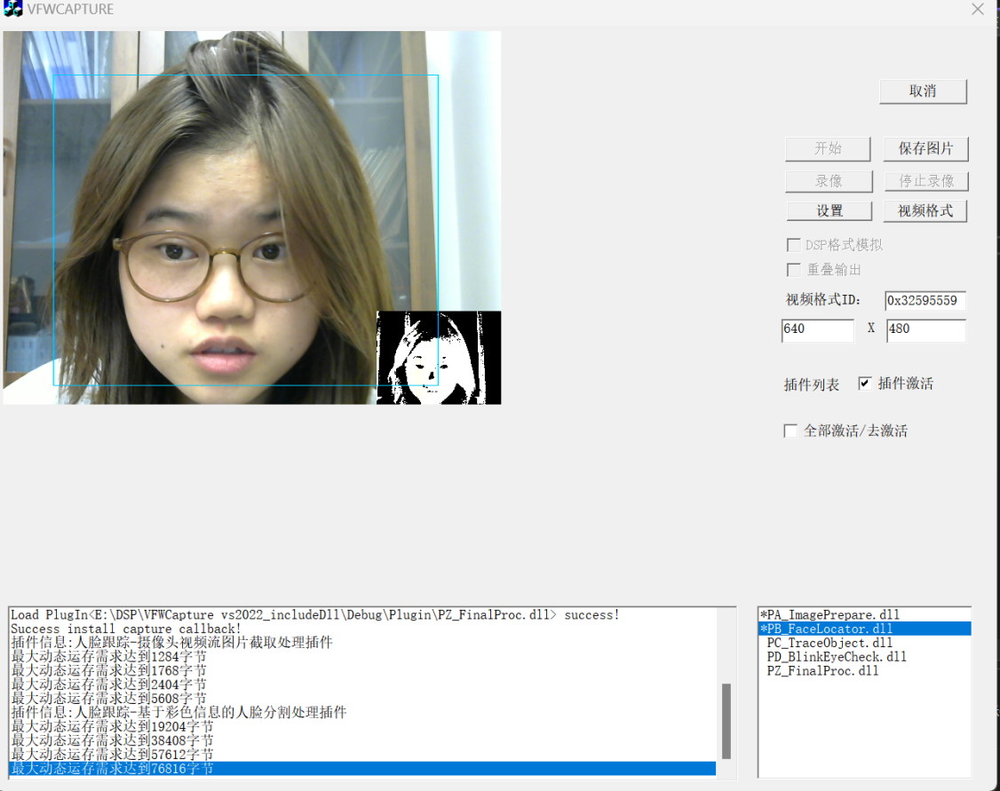 VFWCAPTURE
取消
开始 保存图片
录像 停止录像
设置 视频格式
DSP格式模拟
重叠输出
视频格式ID: 0x32595559
640 X 480
插件列表 插件激活
全部激活/去激活
Load PlugIn<E:\DSP\VFWCapture vs2022_includeDll\Debug\Plugin\PZ_FinalProc.dll> success!
Success install capture callback!
插件信息:人脸跟踪-摄像头视频流图片截取处理插件
最大动态运存需求达到1284字节
最大动态运存需求达到1768字节
最大动态运存需求达到2404字节
最大动态运存需求达到5608字节
插件信息:人脸跟踪-基于彩色信息的人脸分割处理插件
最大动态运存需求达到19204字节
最大动态运存需求达到38408字节
最大动态运存需求达到57612字节
最大动态运存需求达到76816字节
*PA_ImagePrepare.dll
*PB_FaceLocator.dll
PC_TraceObject.dll
PD_BlinkEyeCheck.dll
PZ_FinalProc.dll